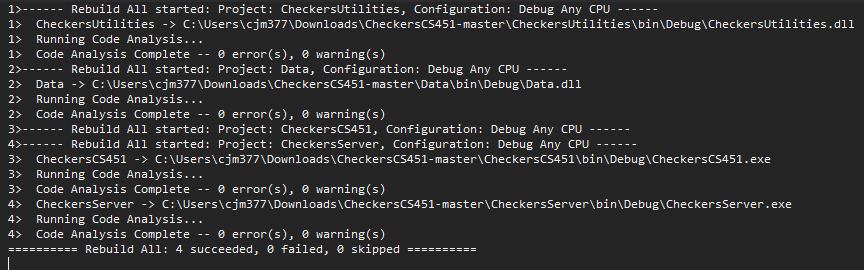 1>------ Rebuild All started: Project: CheckersUtilities, Configuration: Debug Any CPU ------
1>  CheckersUtilities -> C:\Users\cjm377\Downloads\CheckersCS451-master\CheckersUtilities\bin\Debug\CheckersUtilities.dll
1>  Running Code Analysis...
1>  Code Analysis Complete -- 0 error(s), 0 warning(s)
2>------ Rebuild All started: Project: Data, Configuration: Debug Any CPU ------
2>  Data -> C:\Users\cjm377\Downloads\CheckersCS451-master\Data\bin\Debug\Data.dll
2>  Running Code Analysis...
2>  Code Analysis Complete -- 0 error(s), 0 warning(s)
3>------ Rebuild All started: Project: CheckersCS451, Configuration: Debug Any CPU ------
4>------ Rebuild All started: Project: CheckersServer, Configuration: Debug Any CPU ------
3>  CheckersCS451 -> C:\Users\cjm377\Downloads\CheckersCS451-master\CheckersCS451\bin\Debug\CheckersCS451.exe
3>  Running Code Analysis...
3>  Code Analysis Complete -- 0 error(s), 0 warning(s)
4>  CheckersServer -> C:\Users\cjm377\Downloads\CheckersCS451-master\CheckersServer\bin\Debug\CheckersServer.exe
4>  Running Code Analysis...
4>  Code Analysis Complete -- 0 error(s), 0 warning(s)
========== Rebuild All: 4 succeeded, 0 failed, 0 skipped ==========